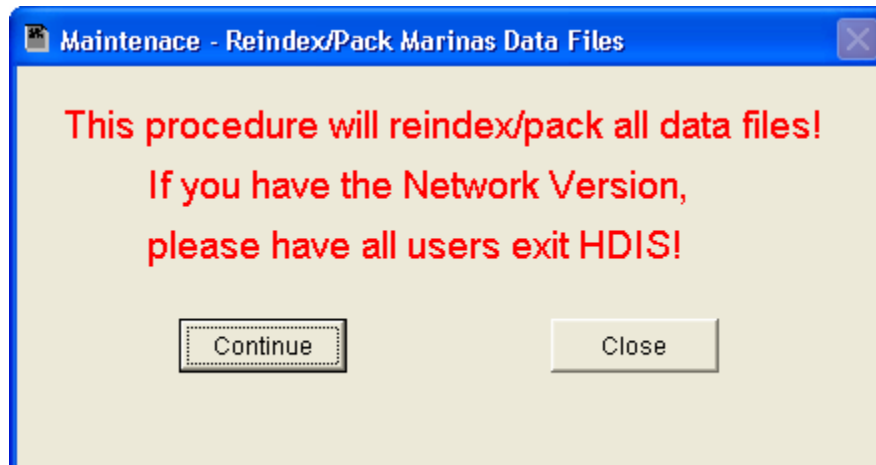 Maintenace - Reindex/Pack Marinas Data Files
This procedure will reindex/pack all data files!
If you have the Network Version,
please have all users exit HDIS!
Continue
Close